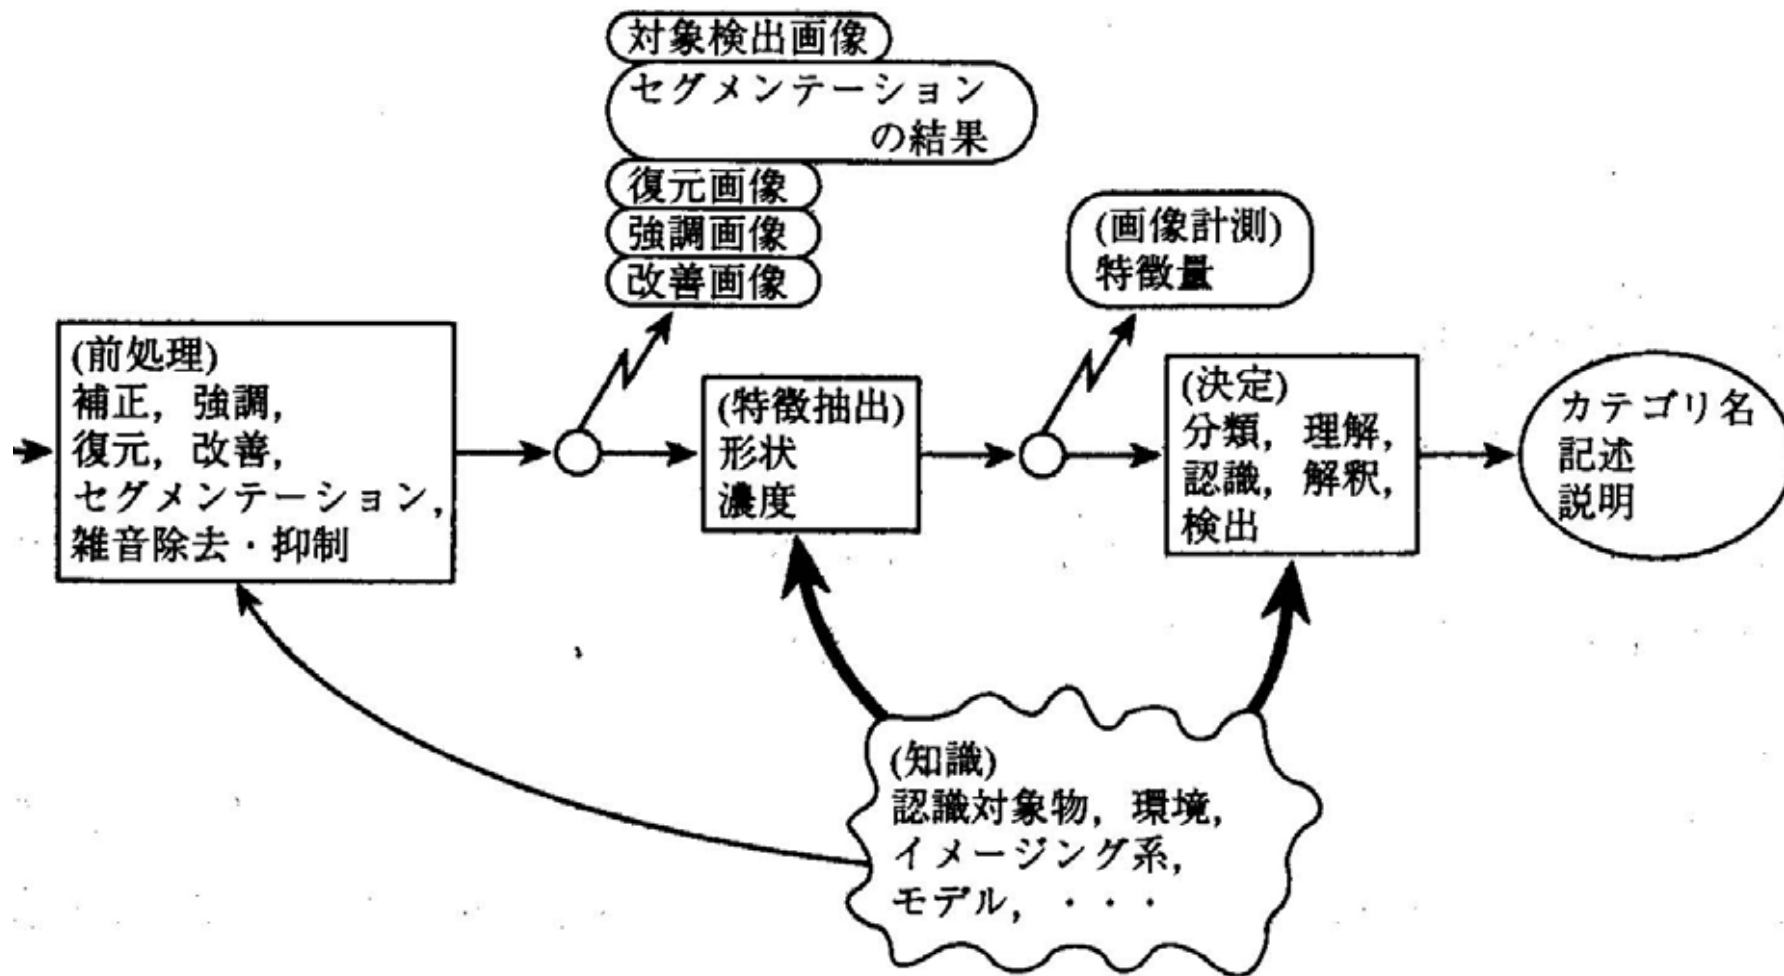 対象検出画像
セグメンテーション
の結果
復元画像
強調画像
改善画像
(画像計測)
特徴量
(前処理)
補正, 強調,
復元, 改善,
セグメンテーション,
雑音除去・抑制
(特徴抽出)
形状
濃度
(決定)
分類, 理解,
認識, 解釈,
検出
カテゴリ名
記述
説明
(知識)
認識対象物, 環境,
イメージング系,
モデル, ・・・